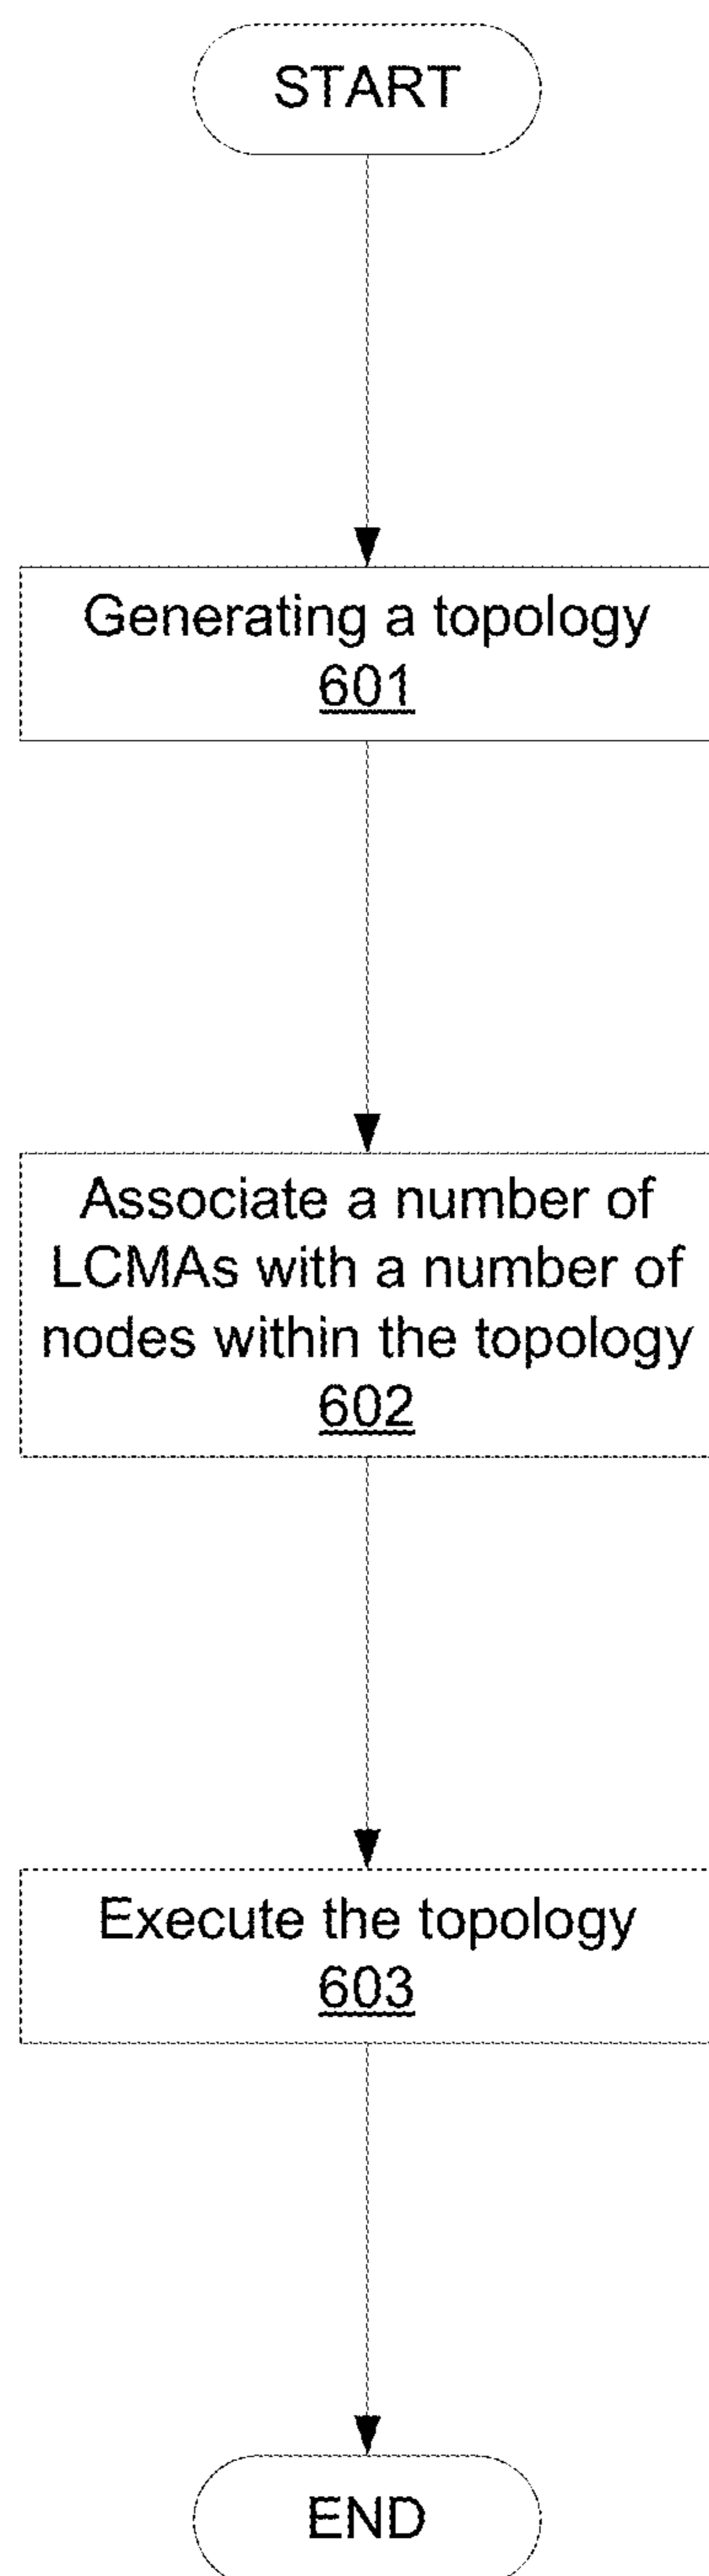 START
Generating a topology
601
Associate a number of
LCMAs with a number of
nodes within the topology
602
Execute the topology
603
END